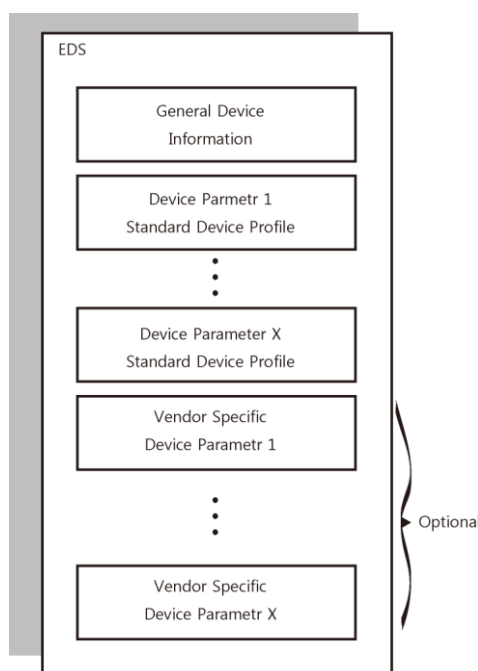 EDS
General Device
Information
Device Parmetr 1
Standard Device Profile
Device Parameter X
Standard Device Profile
Vendor Specific
Device Parametr 1
Optional
Vendor Specific
Device Parametr X